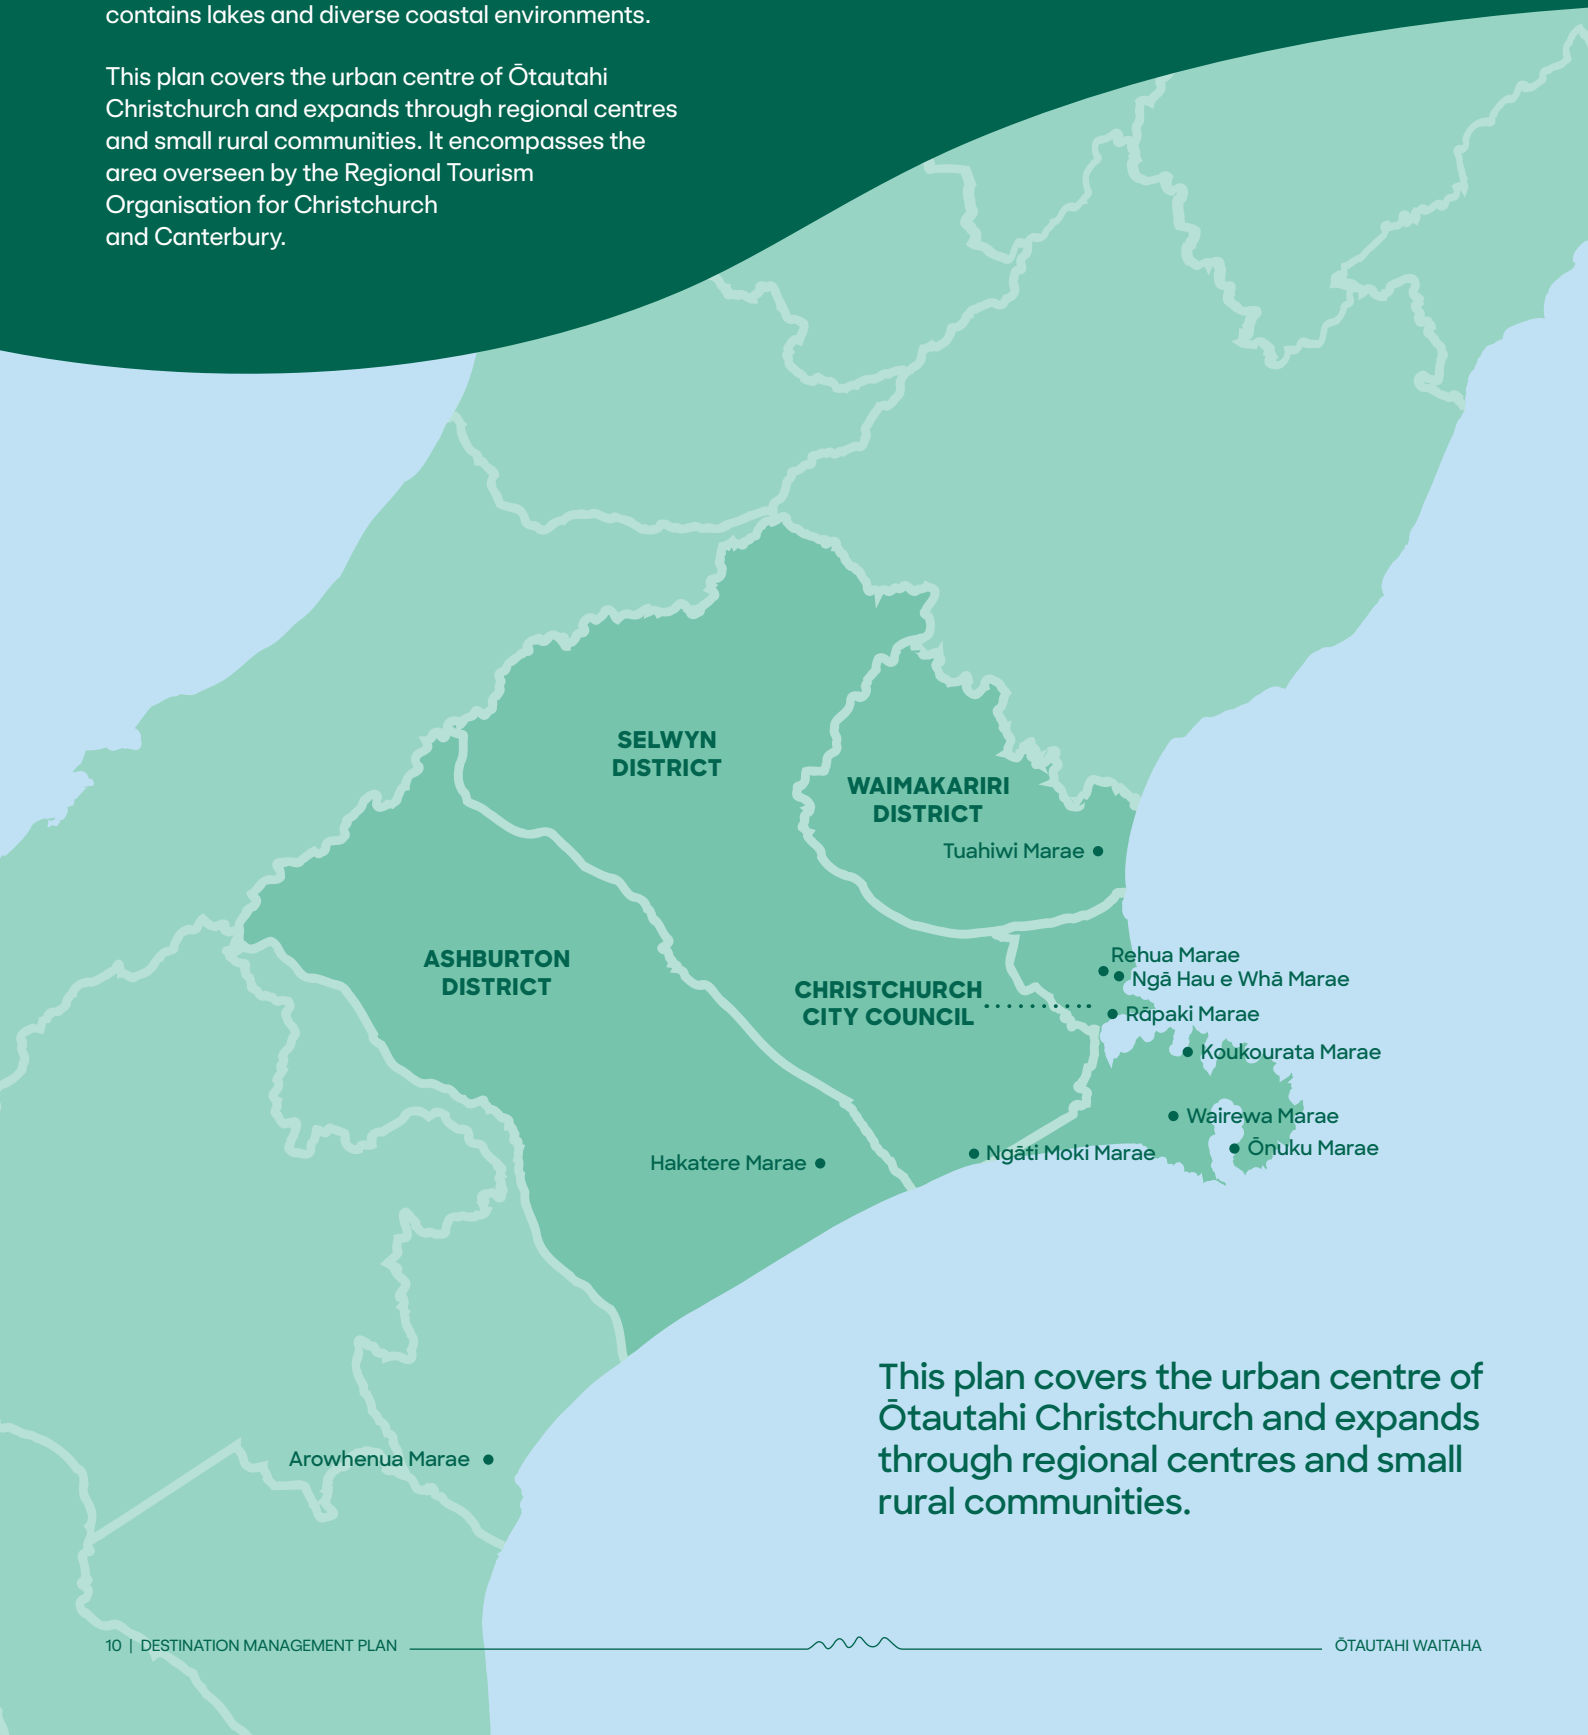 contains lakes and diverse coastal environments.
This plan covers the urban centre of Ōtautahi
Christchurch and expands through regional centres
and small rural communities. It encompasses the
area overseen by the Regional Tourism
Organisation for Christchurch
and Canterbury.
SELWYN
DISTRICT
WAIMAKARIRI
DISTRICT
Tuahiwi Marae
ASHBURTON
DISTRICT
CHRISTCHURCH
CITY COUNCIL
Rehua Marae
Ngā Hau e Whā Marae
Rāpaki Marae
Koukourata Marae
Wairewa Marae
Ōnuku Marae
Ngāti Moki Marae
Hakatere Marae
Arowhenua Marae
This plan covers the urban centre of
Ōtautahi Christchurch and expands
through regional centres and small
rural communities.
10 | DESTINATION MANAGEMENT PLAN
ŌTAUTAHI WAITAHA